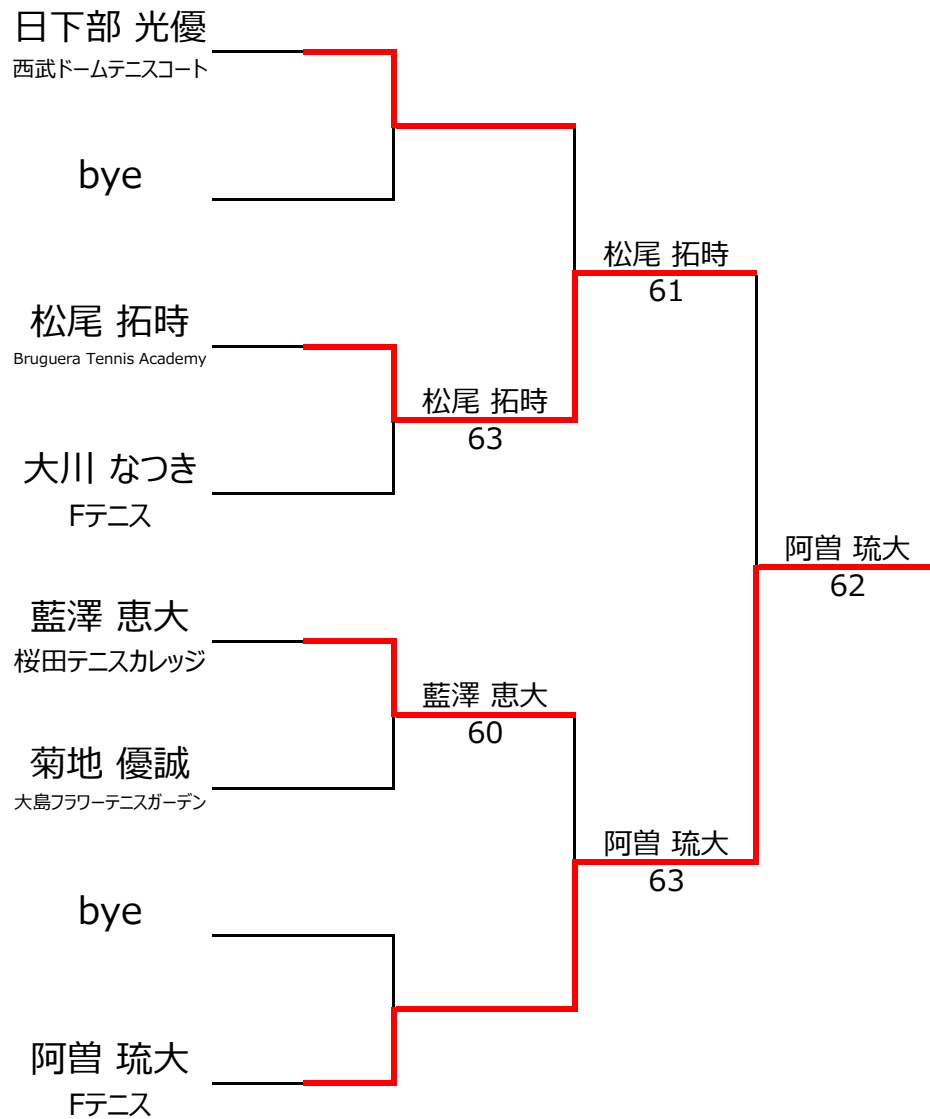 日下部 光優
西武ドームテニスコート
bye
松尾 拓時
61
松尾 拓時
Bruguera Tennis Academy
松尾 拓時
63
大川 なつき
Fテニス
阿曽 琉大
62
藍澤 恵大
桜田テニスカレッジ
藍澤 恵大
60
菊地 優誠
大島フラワーテニスガーデン
阿曽 琉大
63
bye
阿曽 琉大
Fテニス